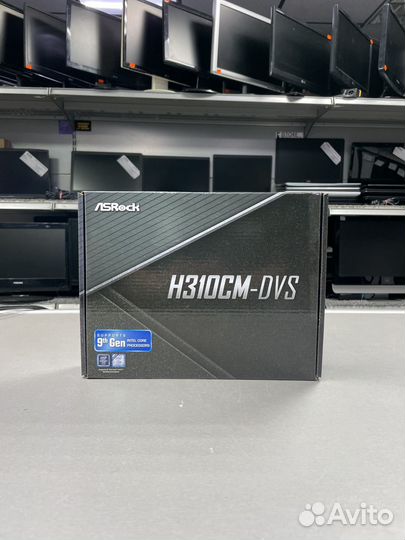 ASRock
H310CM-DVS
SUPPORTS
9th Gen
INTEL CORE
PROCESSORS
Avito